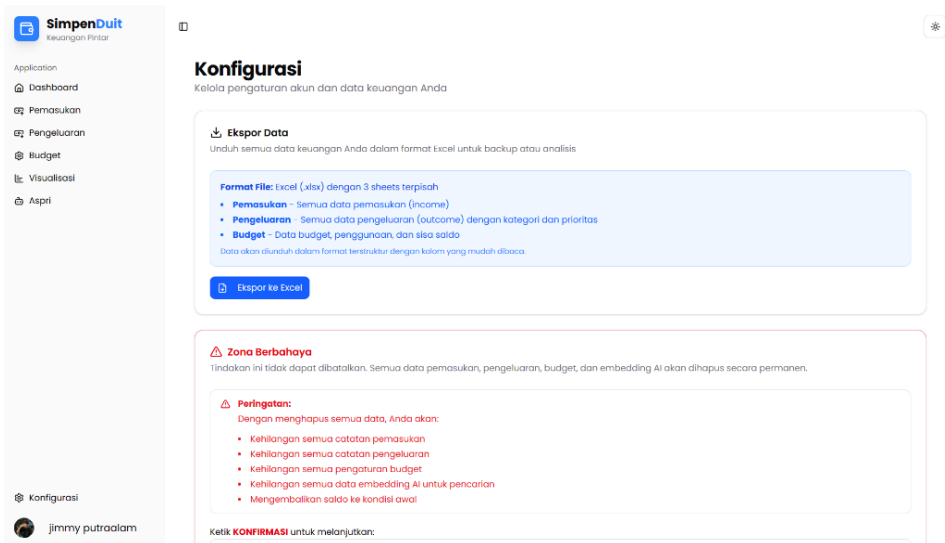 SimpenDuit
Keuangan Pintar
Application
Dashboard
Pemasukan
Pengeluaran
Budget
Visualisasi
Aspri
Konfigurasi
jimmy putraalam
Konfigurasi
Kelola pengaturan akun dan data keuangan Anda
Ekspor Data
Unduh semua data keuangan Anda dalam format Excel untuk backup atau analisis
Format File: Excel (.xlsx) dengan 3 sheets terpisah
• Pemasukan - Semua data pemasukan (income)
• Pengeluaran - Semua data pengeluaran (outcome) dengan kategori dan prioritas
• Budget - Data budget, penggunaan, dan sisa saldo
Data akan diunduh dalam format terstruktur dengan kolom yang mudah dibaca.
Ekspor ke Excel
Zona Berbahaya
Tindakan ini tidak dapat dibatalkan. Semua data pemasukan, pengeluaran, budget, dan embedding AI akan dihapus secara permanen.
Peringatan:
Dengan menghapus semua data, Anda akan:
• Kehilangan semua catatan pemasukan
• Kehilangan semua catatan pengeluaran
• Kehilangan semua pengaturan budget
• Kehilangan semua data embedding AI untuk pencarian
• Mengembalikan saldo ke kondisi awal
Ketik KONFIRMASI untuk melanjutkan: